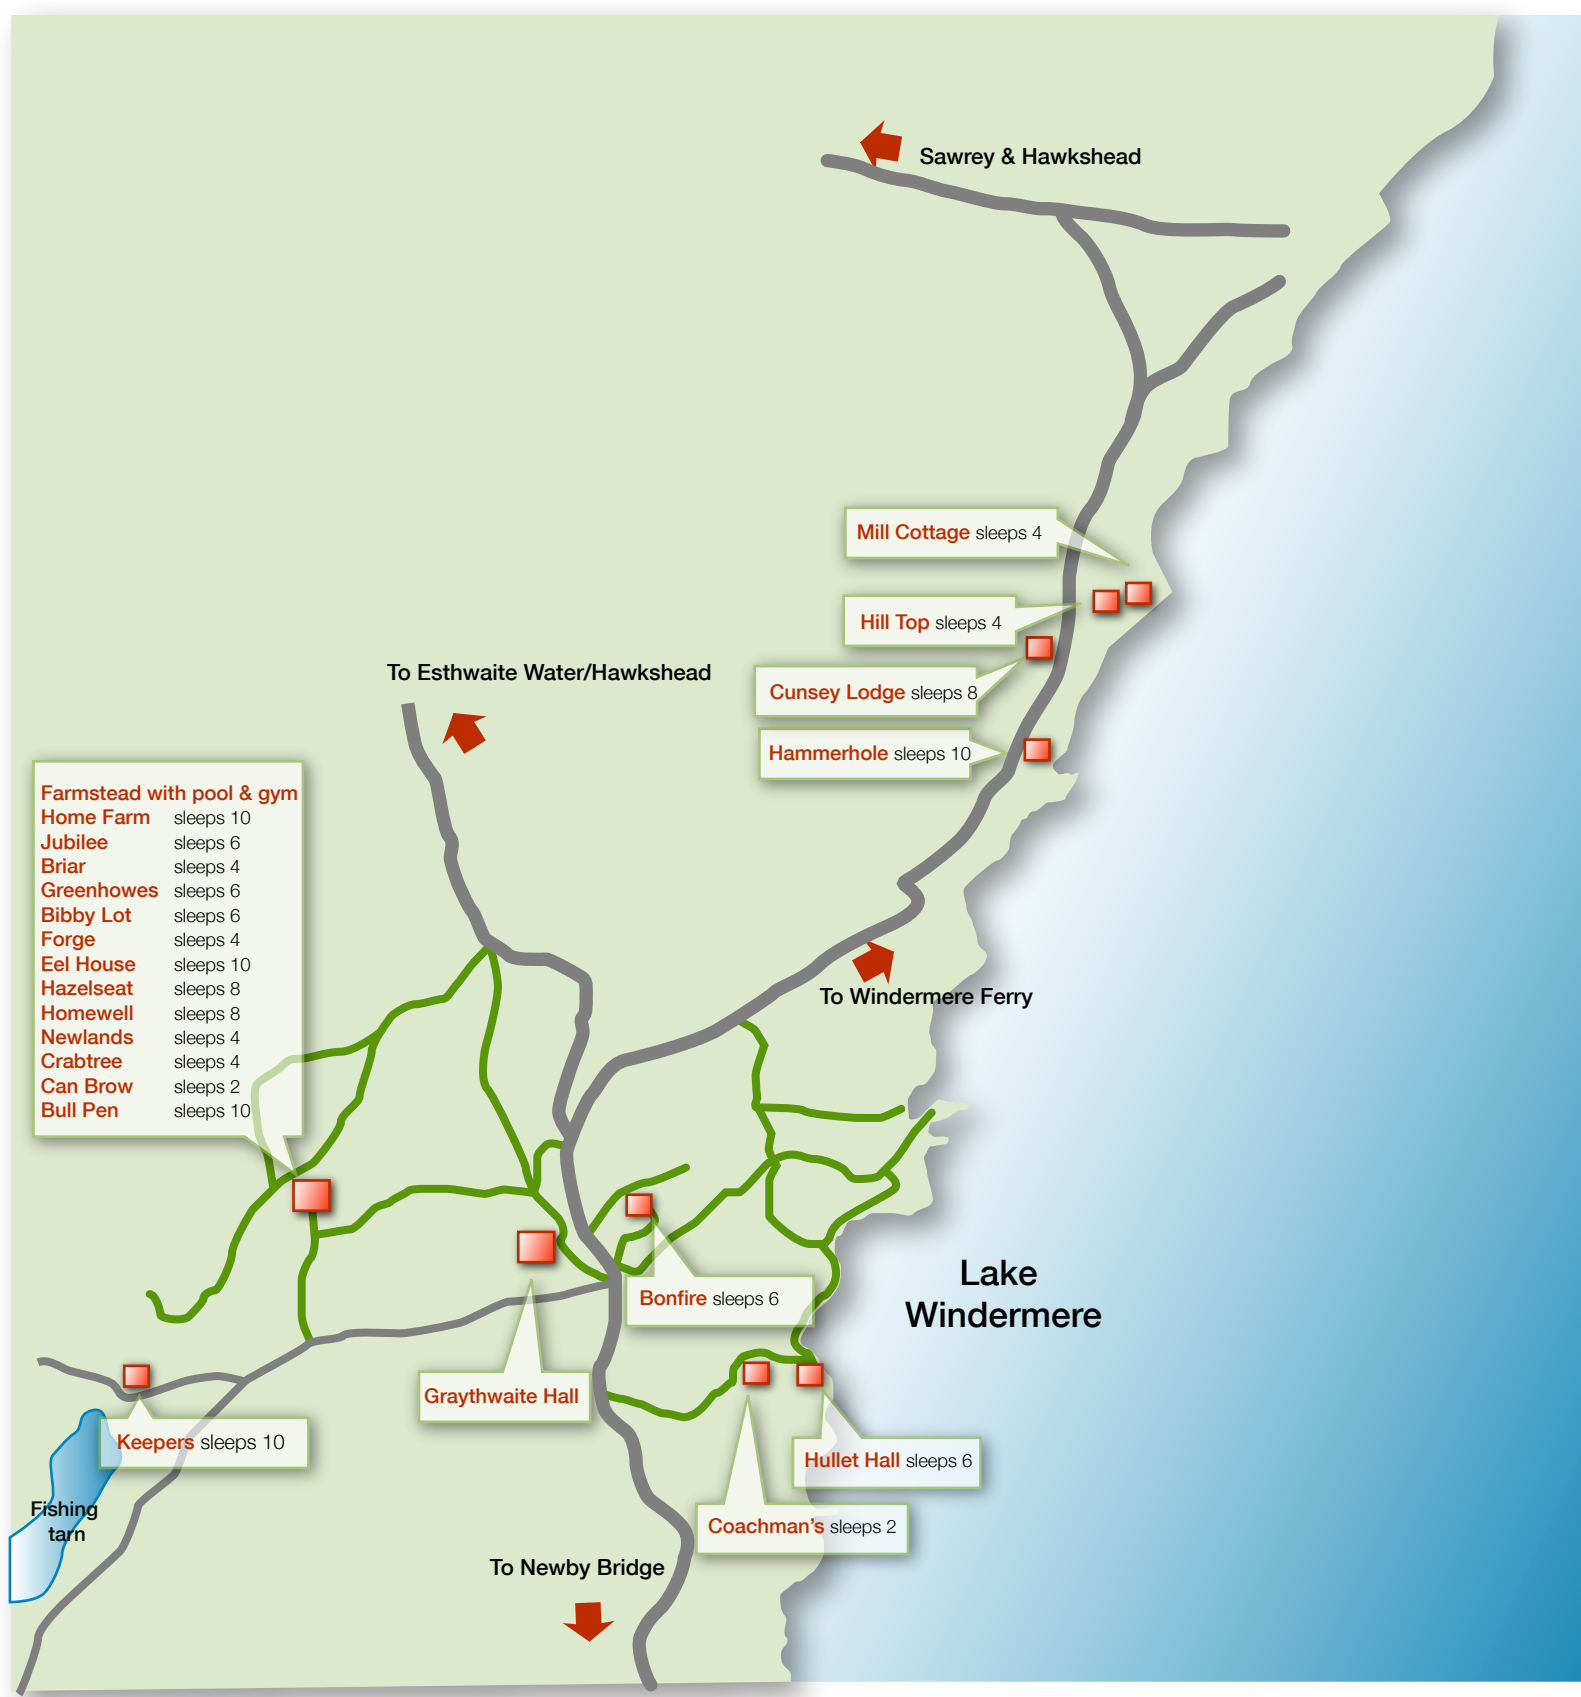 Sawrey & Hawkshead
Mill Cottage sleeps 4
Hill Top sleeps 4
To Esthwaite Water/Hawkshead
Cunsey Lodge sleeps 8
Hammerhole sleeps 10
Farmstead with pool & gym
Home Farm sleeps 10
Jubilee sleeps 6
Briar sleeps 4
Greenhowes sleeps 6
Bibby Lot sleeps 6
Forge sleeps 4
Eel House sleeps 10
Hazelseat sleeps 8
Homewell sleeps 8
Newlands sleeps 4
Crabtree sleeps 4
Can Brow sleeps 2
Bull Pen sleeps 10
To Windermere Ferry
Lake
Windermere
Bonfire sleeps 6
Graythwaite Hall
Keepers sleeps 10
Hullet Hall sleeps 6
Fishing
tarn
Coachman's sleeps 2
To Newby Bridge